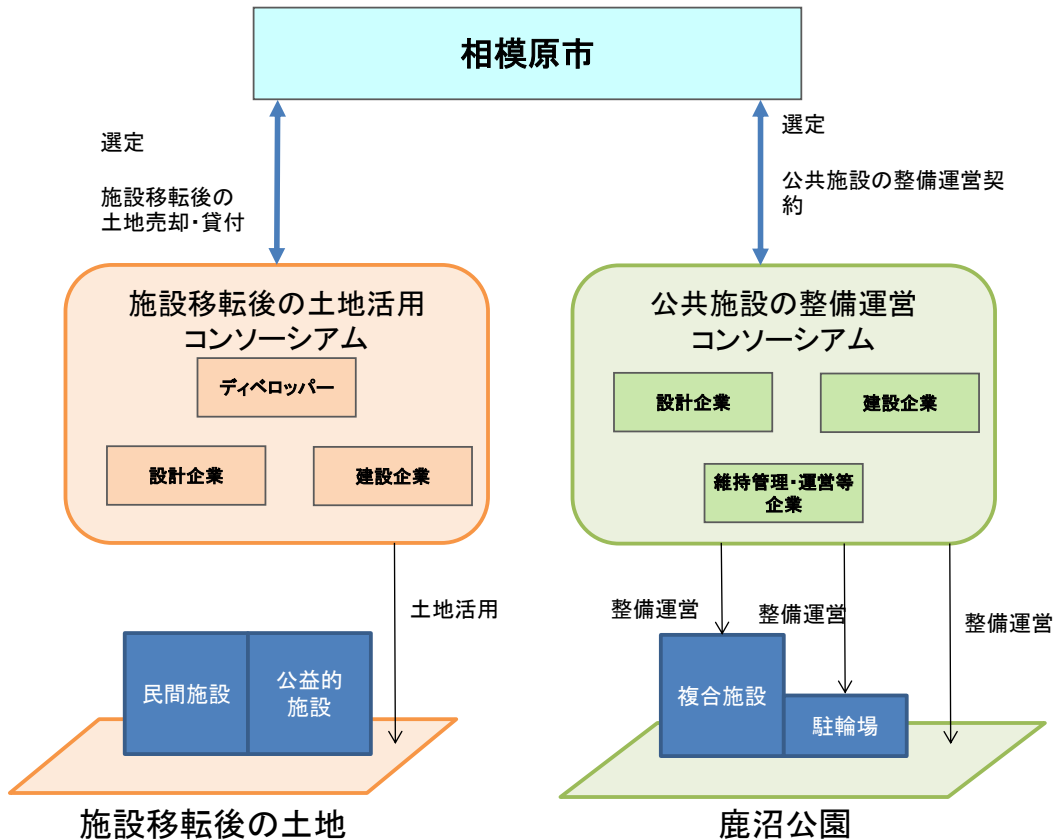 相模原市
選定
施設移転後の
土地売却・貸付
選定
公共施設の整備運営契
約
施設移転後の土地活用
コンソーシアム
ディベロッパー
設計企業
建設企業
公共施設の整備運営
コンソーシアム
設計企業
建設企業
維持管理・運営等
企業
土地活用
整備運営
整備運営
整備運営
民間施設
公益的
施設
複合施設
駐輪場
施設移転後の土地
鹿沼公園